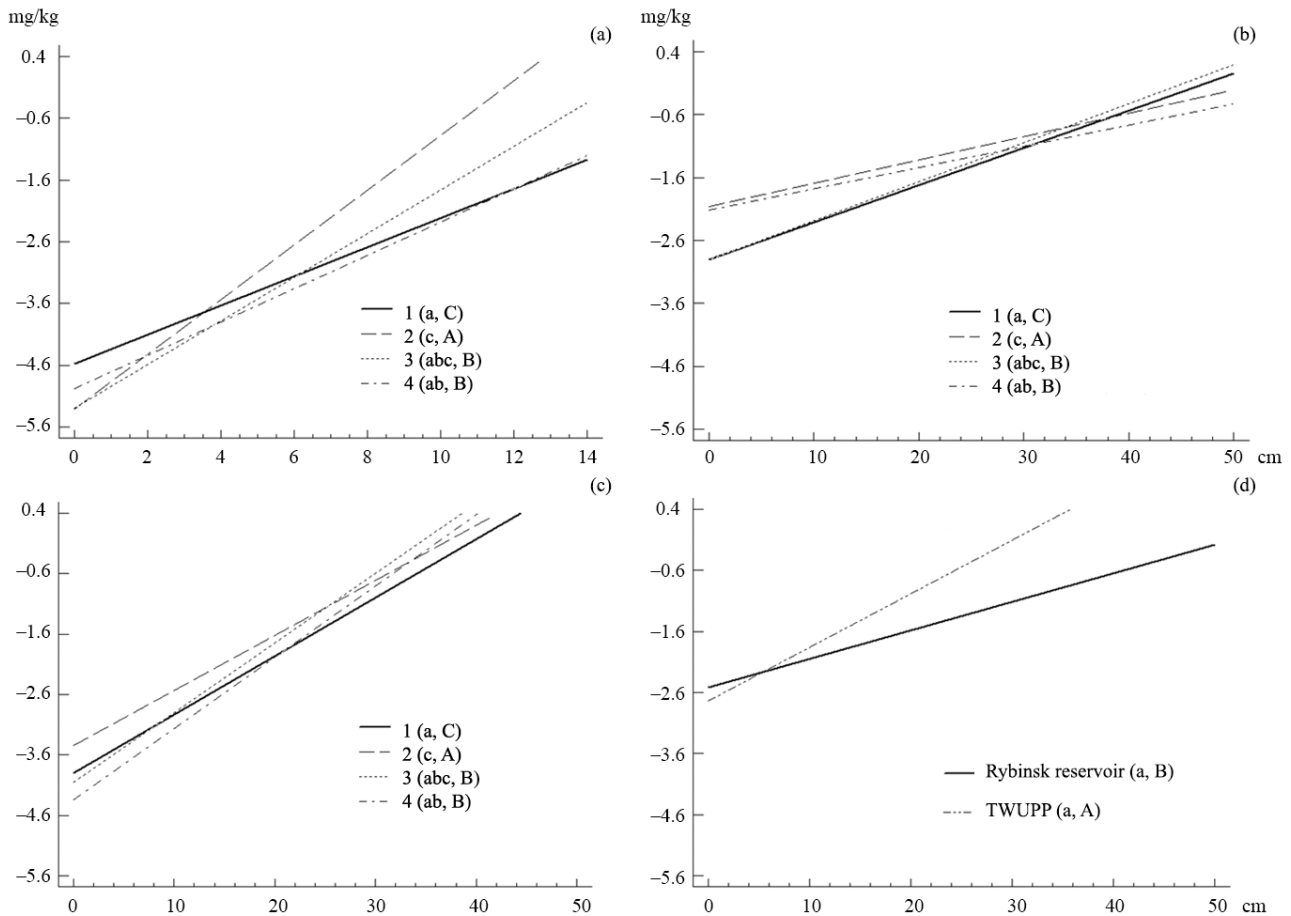 mg/kg
(a)
0.4
–0.6
–1.6
–2.6
–3.6
–4.6
–5.6
1 (a, C)
2 (c, A)
3 (abc, B)
4 (ab, B)
0 2 4 6 8 10 12 14
mg/kg
(b)
0.4
–0.6
–1.6
–2.6
–3.6
–4.6
–5.6
1 (a, C)
2 (c, A)
3 (abc, B)
4 (ab, B)
0 10 20 30 40 50 cm
(c)
0.4
–0.6
–1.6
–2.6
–3.6
–4.6
–5.6
1 (a, C)
2 (c, A)
3 (abc, B)
4 (ab, B)
0 10 20 30 40 50
(d)
0.4
–0.6
–1.6
–2.6
–3.6
–4.6
–5.6
Rybinsk reservoir (a, B)
TWUPP (a, A)
0 10 20 30 40 50 cm